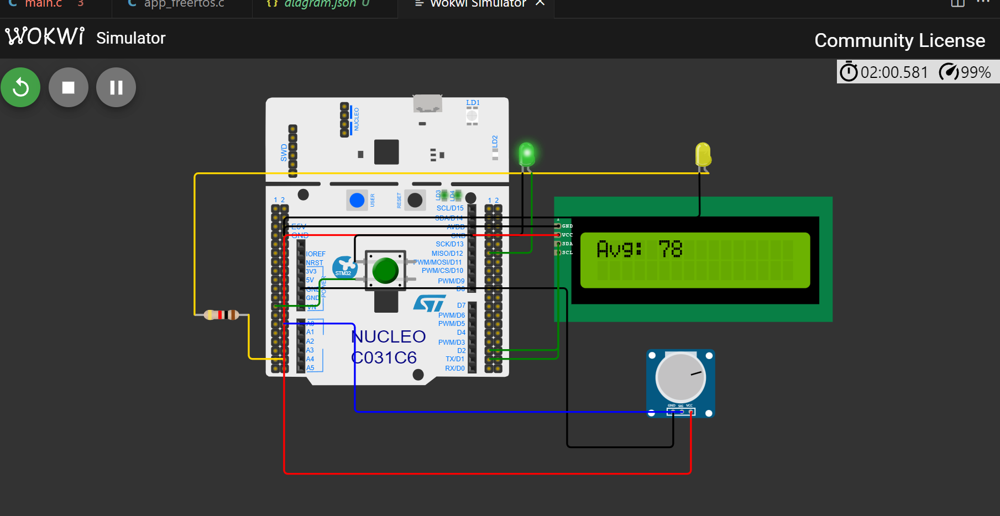 main.c 3 app_freertos.c {} diagram.json U Wokwi Simulator
WOKWi Simulator
Community License
02:00.581 99%
LD1
NUCLEO
SWD
LD2
USER
RESET
LD3
LD4
1 2
1 2
SCL/D15
SDA/D14
AVDD
GND
SCK/D13
MISO/D12
PWM/MOSI/D11
PWM/CS/D10
PWM/D9
D8
D7
PWM/D6
PWM/D5
D4
PWM/D3
D2
TX/D1
RX/D0
E5V
GND
IOREF
NRST
3V3
5V
GND
GND
VIN
POWER
A0
A1
A2
A3
A4
A5
STM32
ST
NUCLEO
C031C6
1
GND
VCC
SDA
SCL
Avg: 78
GND SIG VCC